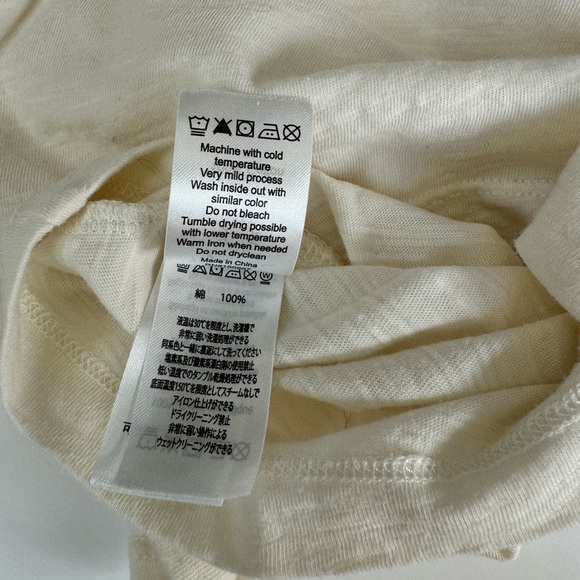 Machine with cold
temperature
Very mild process
Wash inside out with
similar color
Do not bleach
Tumble drying possible
with lower temperature
Warm Iron when needed
Do not dryclean
Made in China
綿 100%
液温は30℃を限度とし、洗濯機で
非常に弱い洗濯処理ができる
同系色と一緒に裏返にして洗ってください
塩素系及び酸素系漂白剤の使用禁止
低い温度でのタンブル乾燥処理ができる
底面温度150℃を限度としてスチームなしで
アイロン仕上げができる
ドライクリーニング禁止
非常に弱い操作による
ウェットクリーニングができる